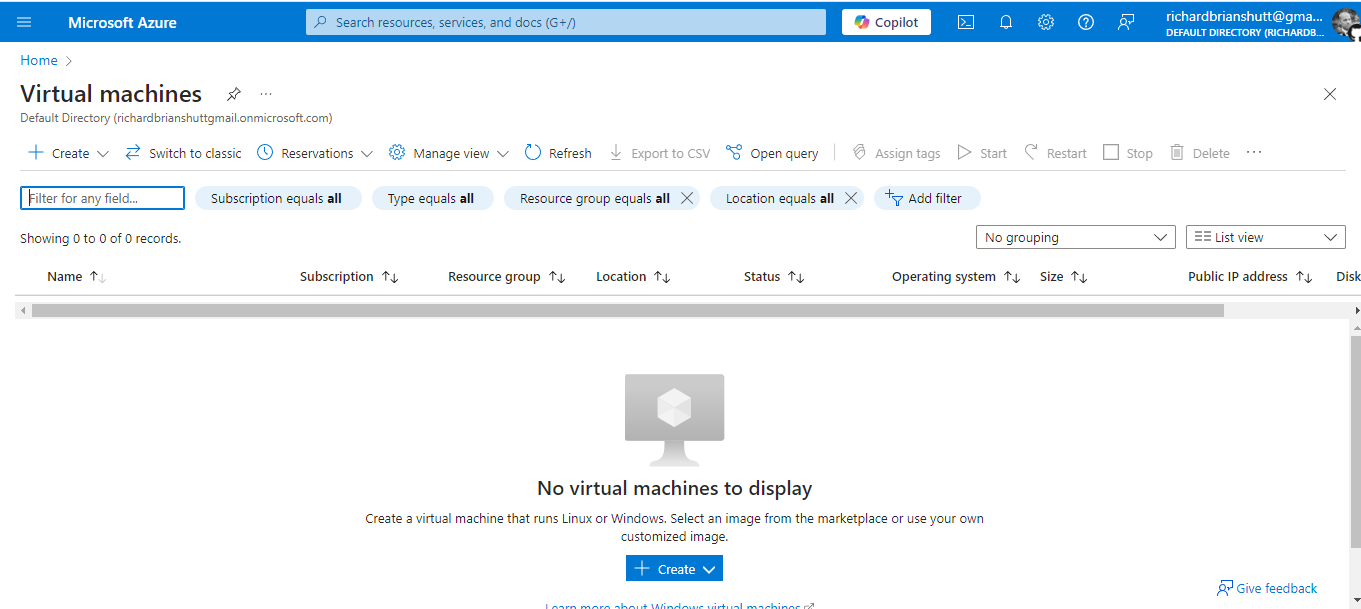 Microsoft Azure
Search resources, services, and docs (G+/)
Copilot
richardbrianshutt@gma...
DEFAULT DIRECTORY (RICHARDB...
Home
Virtual machines
...
Default Directory (richardbrianshuttgmail.onmicrosoft.com)
Create Switch to classic Reservations Manage view Refresh Export to CSV Open query Assign tags Start Restart Stop Delete ...
Filter for any field... Subscription equals all Type equals all Resource group equals all Location equals all Add filter
Showing 0 to 0 of 0 records.
No grouping List view
Name Subscription Resource group Location Status Operating system Size Public IP address Disk
No virtual machines to display
Create a virtual machine that runs Linux or Windows. Select an image from the marketplace or use your own
customized image.
Create
Give feedback
Learn more about Windows virtual machines